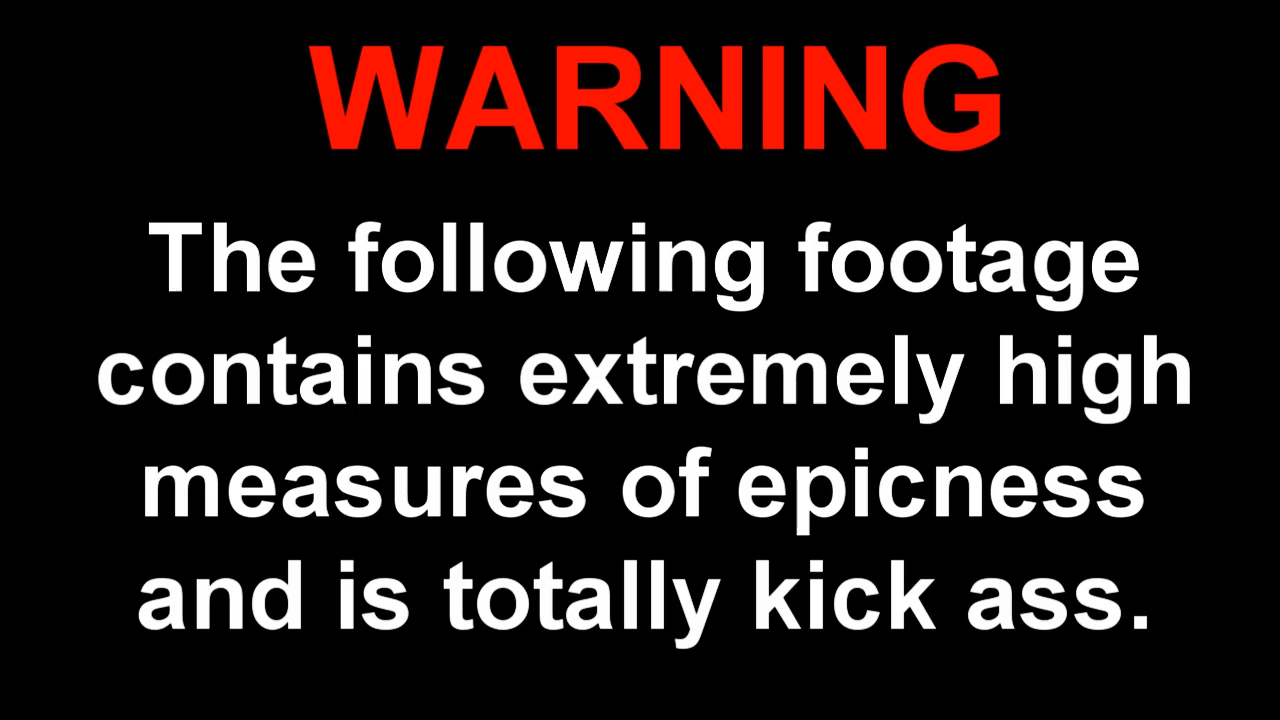 WARNING
The following footage
contains extremely high
measures of epicness
and is totally kick ass.